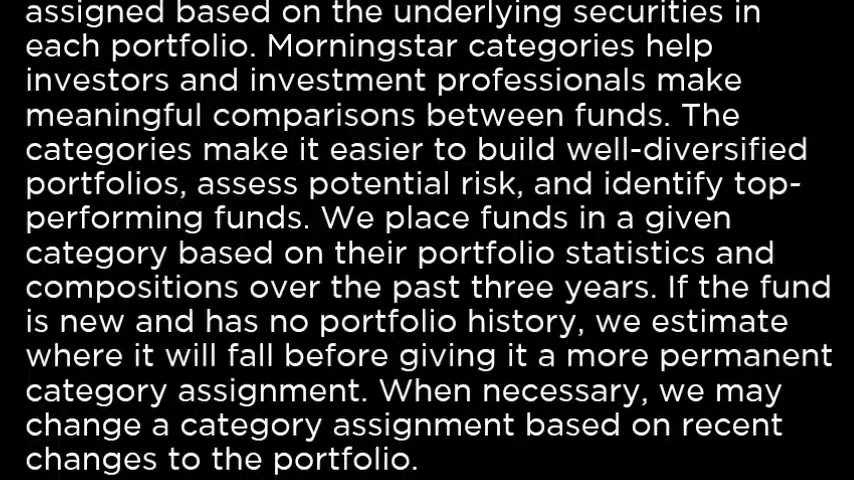 assigned based on the underlying securities in
each portfolio. Morningstar categories help
investors and investment professionals make
meaningful comparisons between funds. The
categories make it easier to build well-diversified
portfolios, assess potential risk, and identify top-
performing funds. We place funds in a given
category based on their portfolio statistics and
compositions over the past three years. If the fund
is new and has no portfolio history, we estimate
where it will fall before giving it a more permanent
category assignment. When necessary, we may
change a category assignment based on recent
changes to the portfolio.